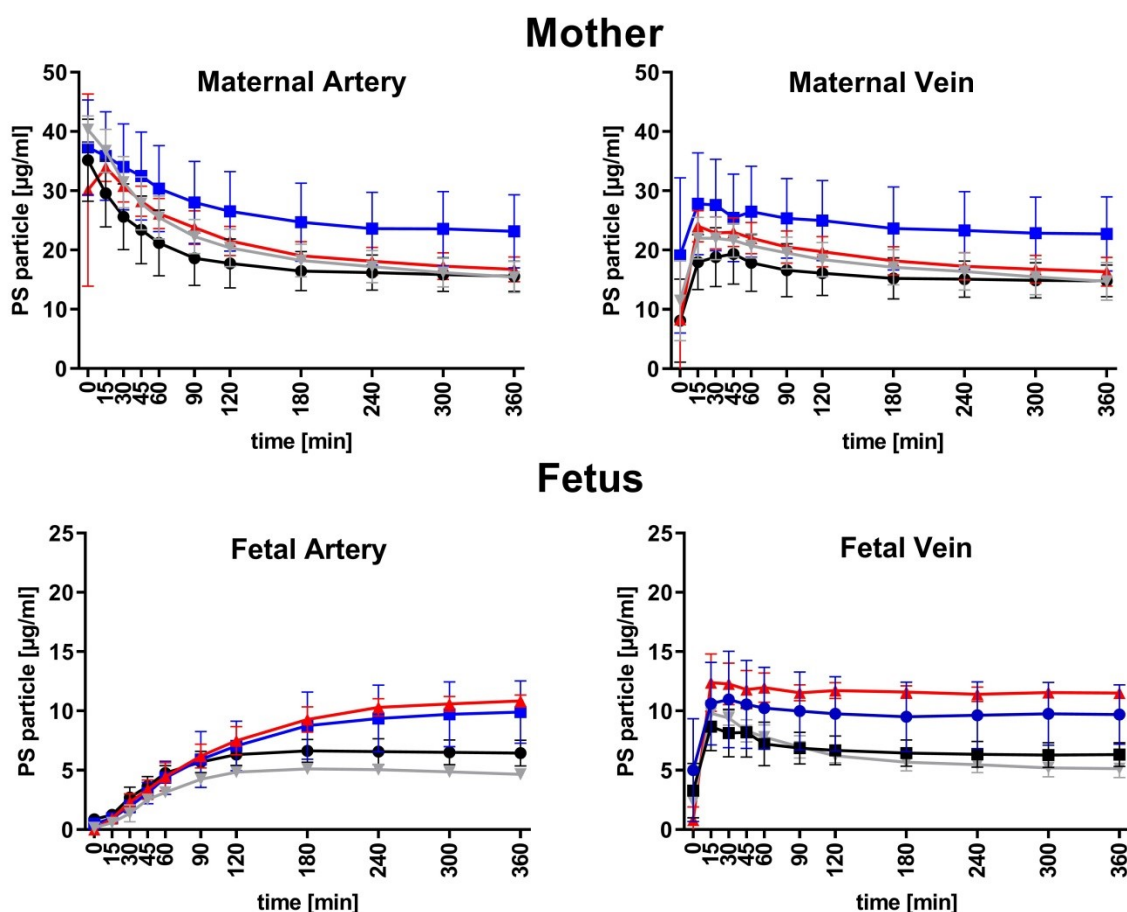 Mother
Maternal Artery
PS particle [µg/ml]
50
40
30
20
10
0
0 15 30 45 60 90 120 180 240 300 360
time [min]
Maternal Vein
PS particle [µg/ml]
50
40
30
20
10
0
0 15 30 45 60 90 120 180 240 300 360
time [min]
Fetus
Fetal Artery
PS particle [µg/ml]
25
20
15
10
5
0
0 15 30 45 60 90 120 180 240 300 360
time [min]
Fetal Vein
PS particle [µg/ml]
25
20
15
10
5
0
0 15 30 45 60 90 120 180 240 300 360
time [min]